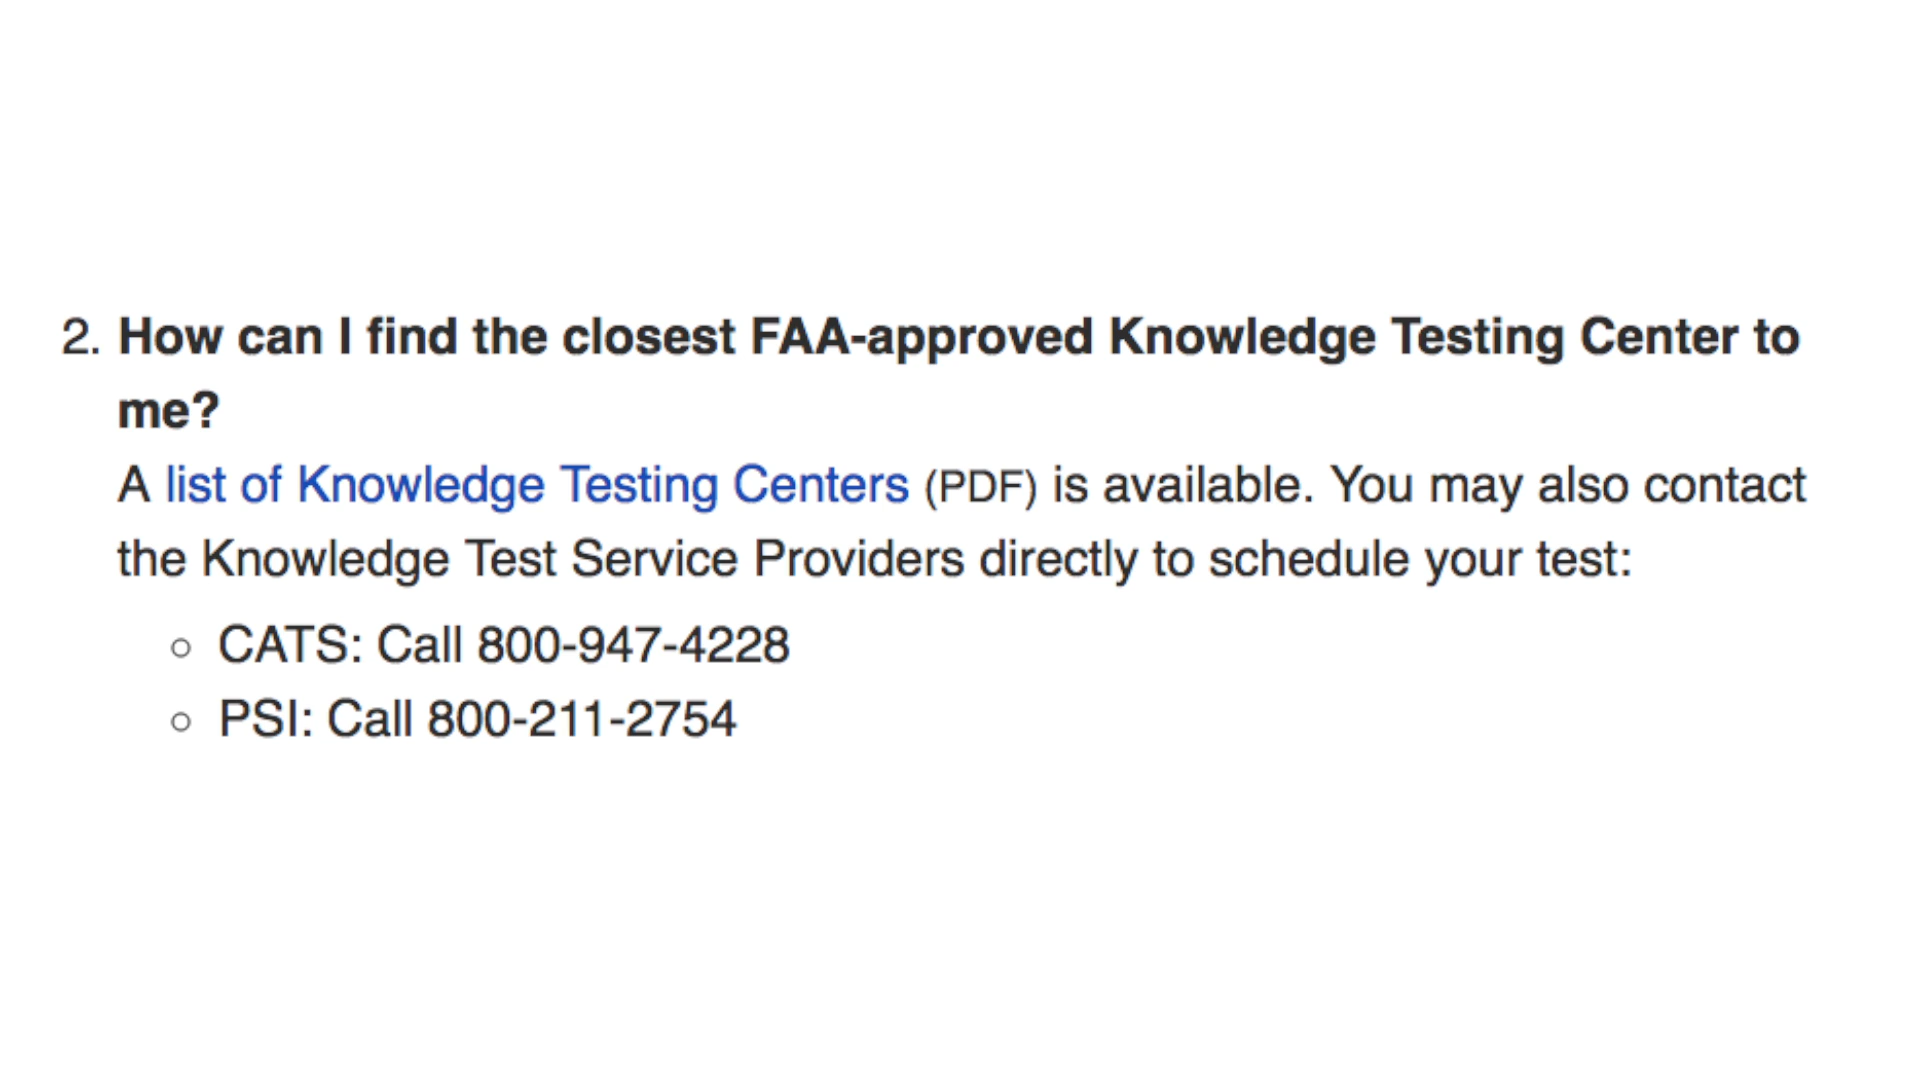 2. How can I find the closest FAA-approved Knowledge Testing Center to
me?
A list of Knowledge Testing Centers (PDF) is available. You may also contact
the Knowledge Test Service Providers directly to schedule your test:
○ CATS: Call 800-947-4228
○ PSI: Call 800-211-2754